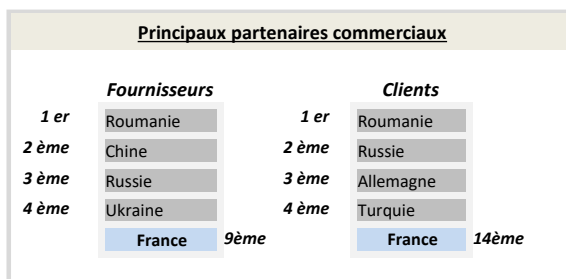 Principaux partenaires commerciaux
Fournisseurs Clients
1 er Roumanie 1 er Roumanie
2 ème Chine 2 ème Russie
3 ème Russie 3 ème Allemagne
4 ème Ukraine 4 ème Turquie
France 9ème France 14ème